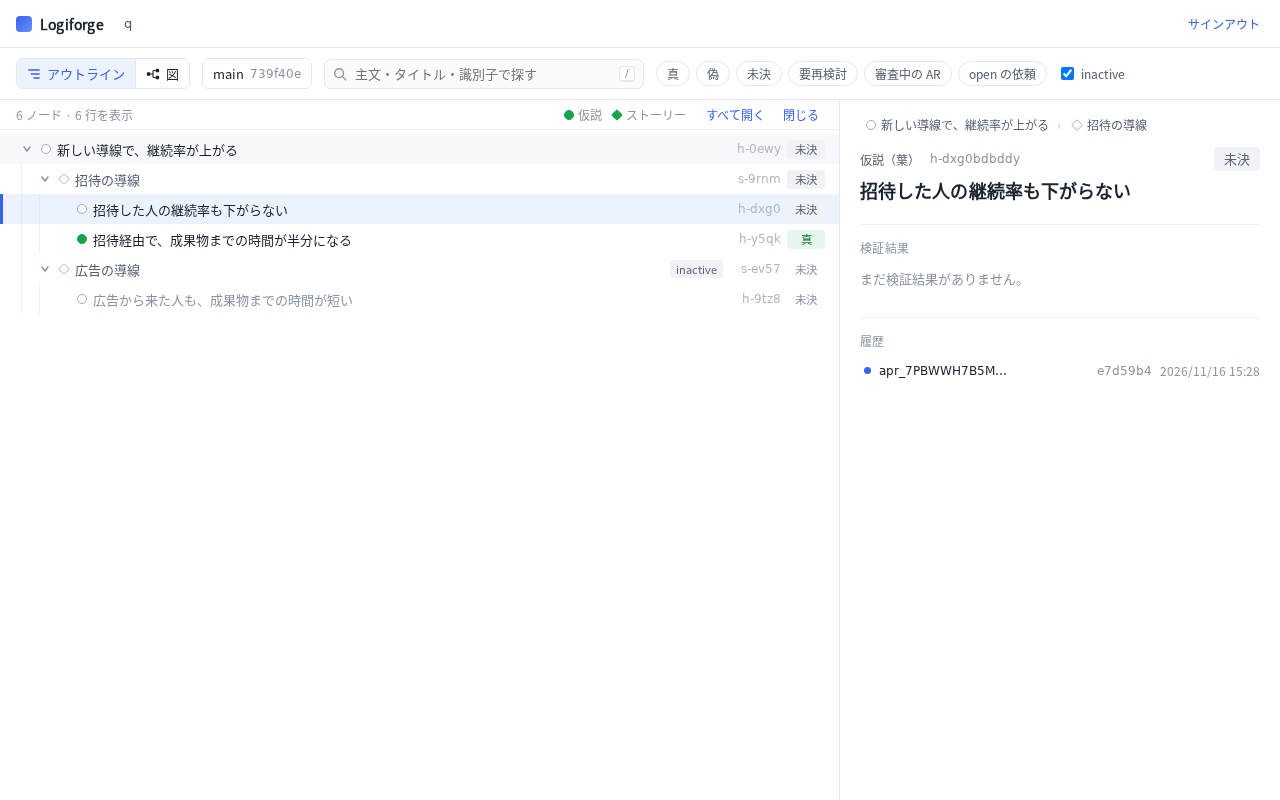 Logiforge q サインアウト
アウトライン 図 main 739f40e 主文・タイトル・識別子で探す / 真 偽 未決 要再検討 審査中の AR open の依頼 inactive
6 ノード · 6 行を表示 仮説 ストーリー すべて開く 閉じる
新しい導線で、継続率が上がる h-0ewy 未決
招待の導線 s-9rnm 未決
招待した人の継続率も下がらない h-dxg0 未決
招待経由で、成果物までの時間が半分になる h-y5qk 真
広告の導線 inactive s-ev57 未決
広告から来た人も、成果物までの時間が短い h-9tz8 未決
新しい導線で、継続率が上がる › 招待の導線
仮説（葉） h-dxg0bdbddy 未決
招待した人の継続率も下がらない
検証結果
まだ検証結果がありません。
履歴
apr_7PBWWH7B5M… e7d59b4 2026/11/16 15:28